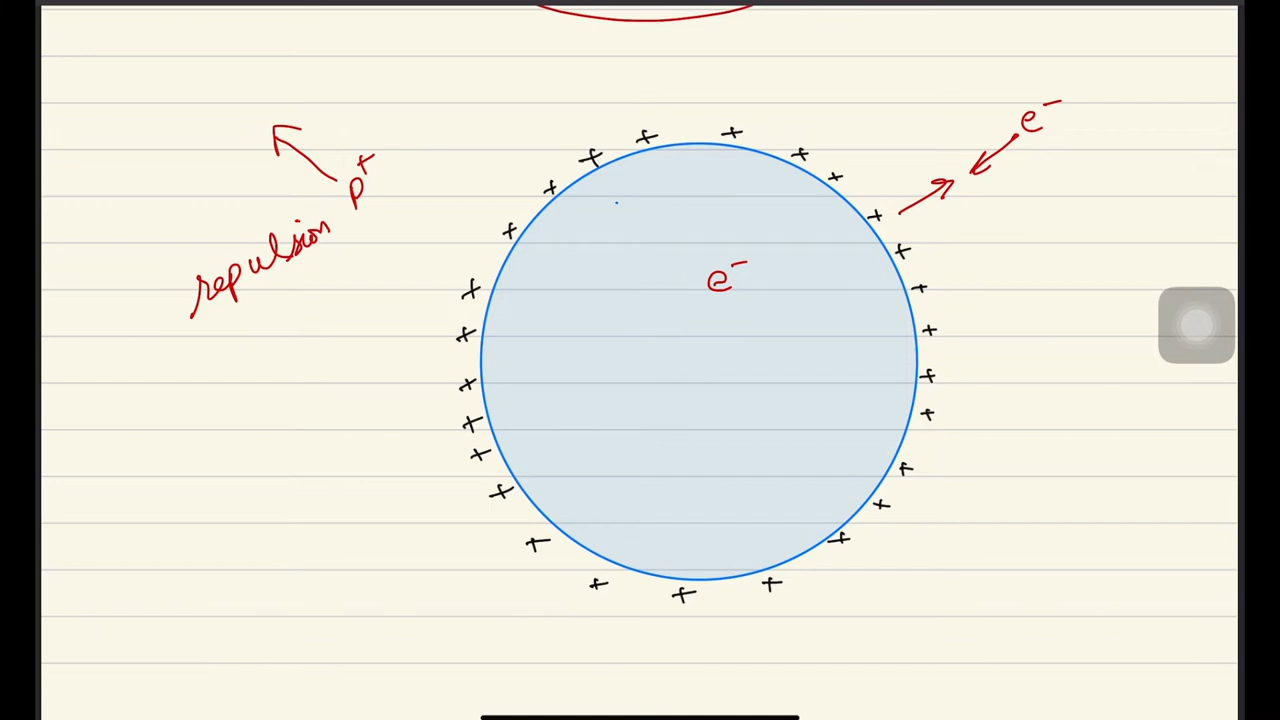 e⁻
p⁺
repulsion
e⁻
+ + + + + + + + + + + + + + + + + + + + + + + + + + + +